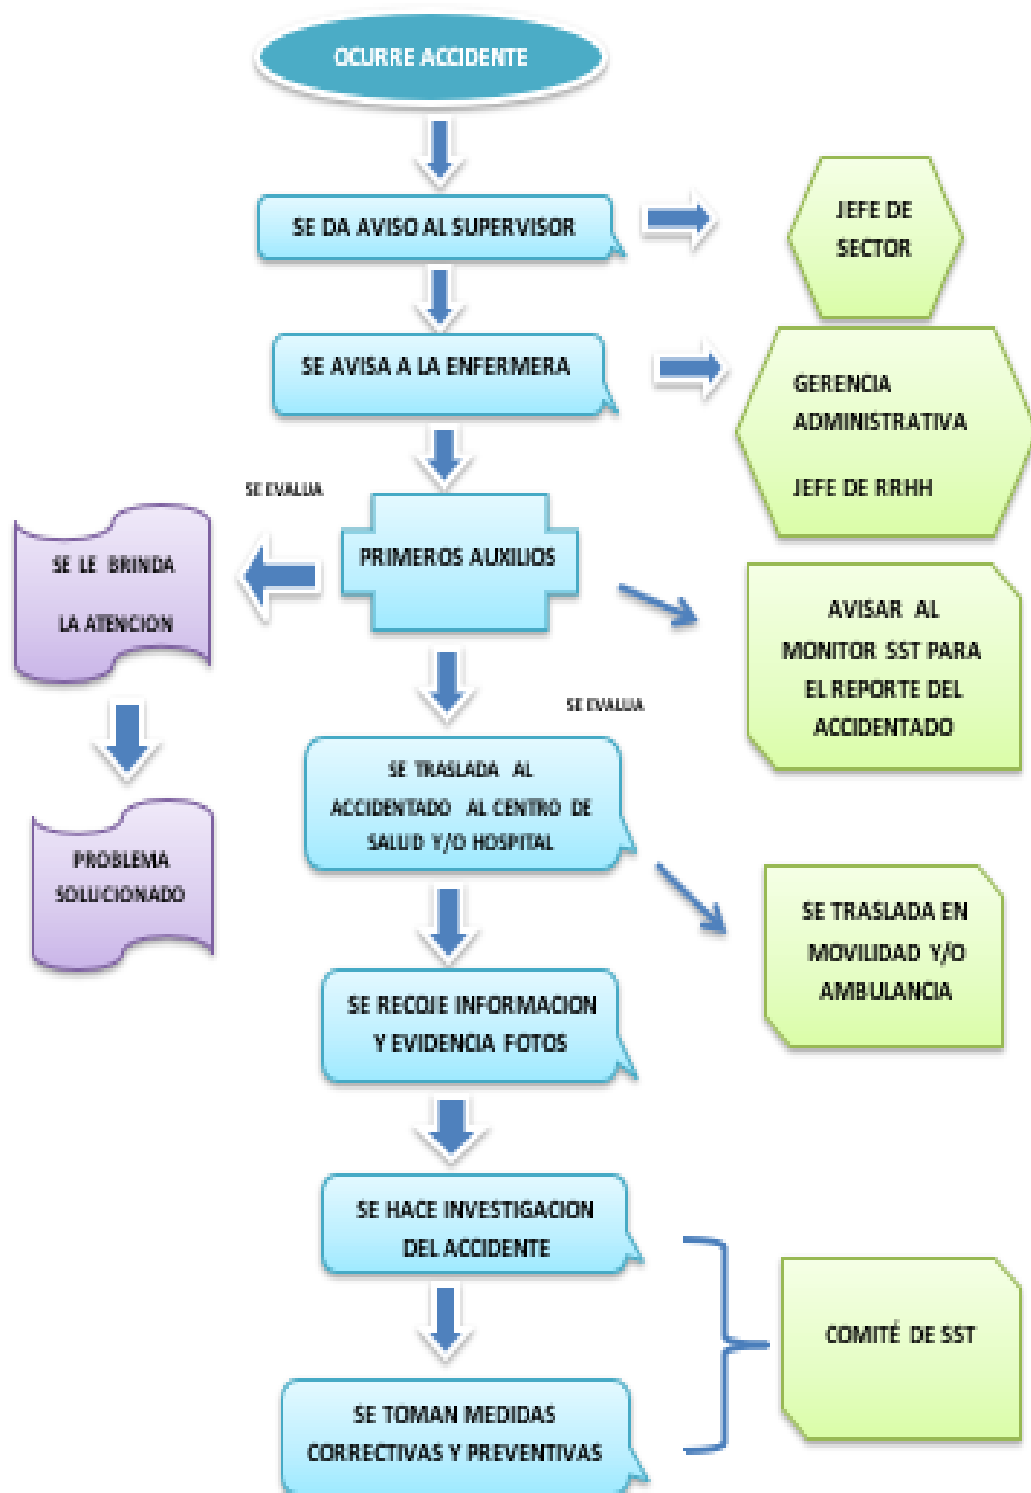 OCURRE ACCIDENTE
SE DA AVISO AL SUPERVISOR
JEFE DE
SECTOR
SE AVISA A LA ENFERMERA
GERENCIA
ADMINISTRATIVA
JEFE DE RRHH
SE EVALUA
PRIMEROS AUXILIOS
SE LE BRINDA
LA ATENCION
AVISAR AL
MONITOR SST PARA
EL REPORTE DEL
ACCIDENTADO
SE EVALUA
SE TRASLADA AL
ACCIDENTADO AL CENTRO DE
SALUD Y/O HOSPITAL
PROBLEMA
SOLUCIONADO
SE TRASLADA EN
MOVILIDAD Y/O
AMBULANCIA
SE RECOJE INFORMACION
Y EVIDENCIA FOTOS
SE HACE INVESTIGACION
DEL ACCIDENTE
COMITÉ DE SST
SE TOMAN MEDIDAS
CORRECTIVAS Y PREVENTIVAS